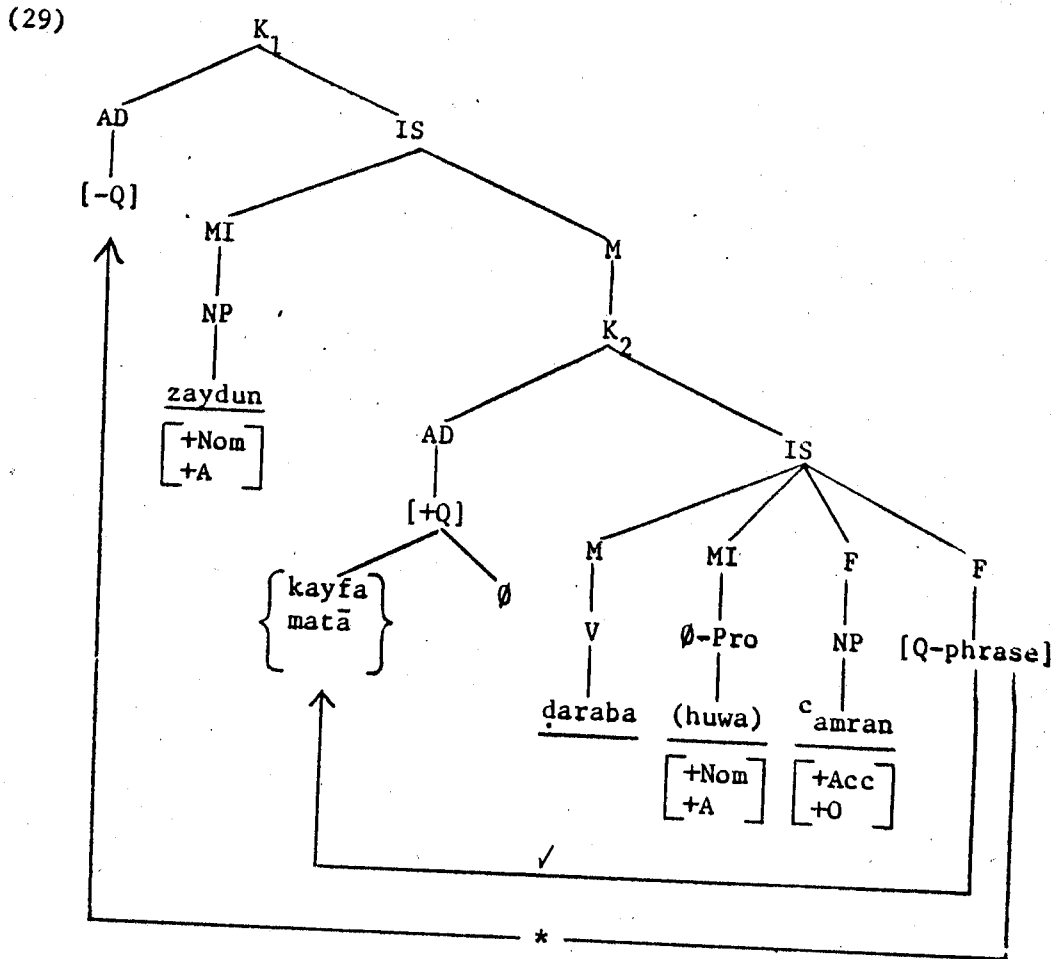 (29)
K1
AD IS
[-Q]
MI M
NP K2
zaydun
[+Nom
+A]
AD IS
[+Q]
{kayfa
matā} Ø
M MI F F
V Ø-Pro NP [Q-phrase]
ḍaraba (huwa) ᶜamran
[+Nom [+Acc
+A] +O]
✓
*